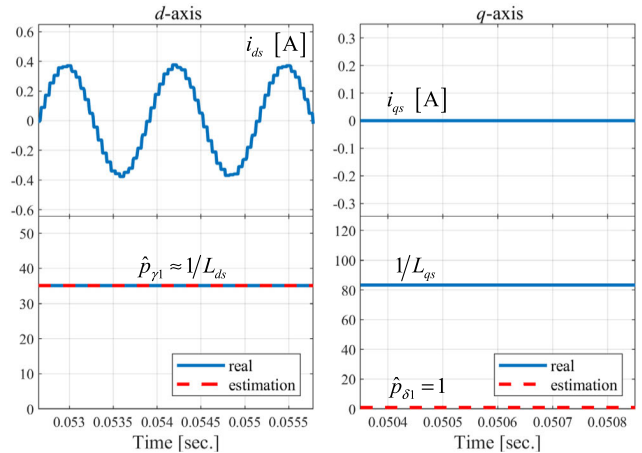 d-axis
0.6
0.4
0.2
0
-0.2
-0.4
-0.6
i_ds [A]
50
40
30
20
10
0
p̂_γ1 ≈ 1/L_ds
real
estimation
0.053 0.0535 0.054 0.0545 0.055 0.0555
Time [sec.]
q-axis
0.3
0.2
0.1
0
-0.1
-0.2
-0.3
i_qs [A]
120
100
80
60
40
20
0
1/L_qs
real
estimation
p̂_δ1 = 1
0.0504 0.0505 0.0506 0.0507 0.0508
Time [sec.]